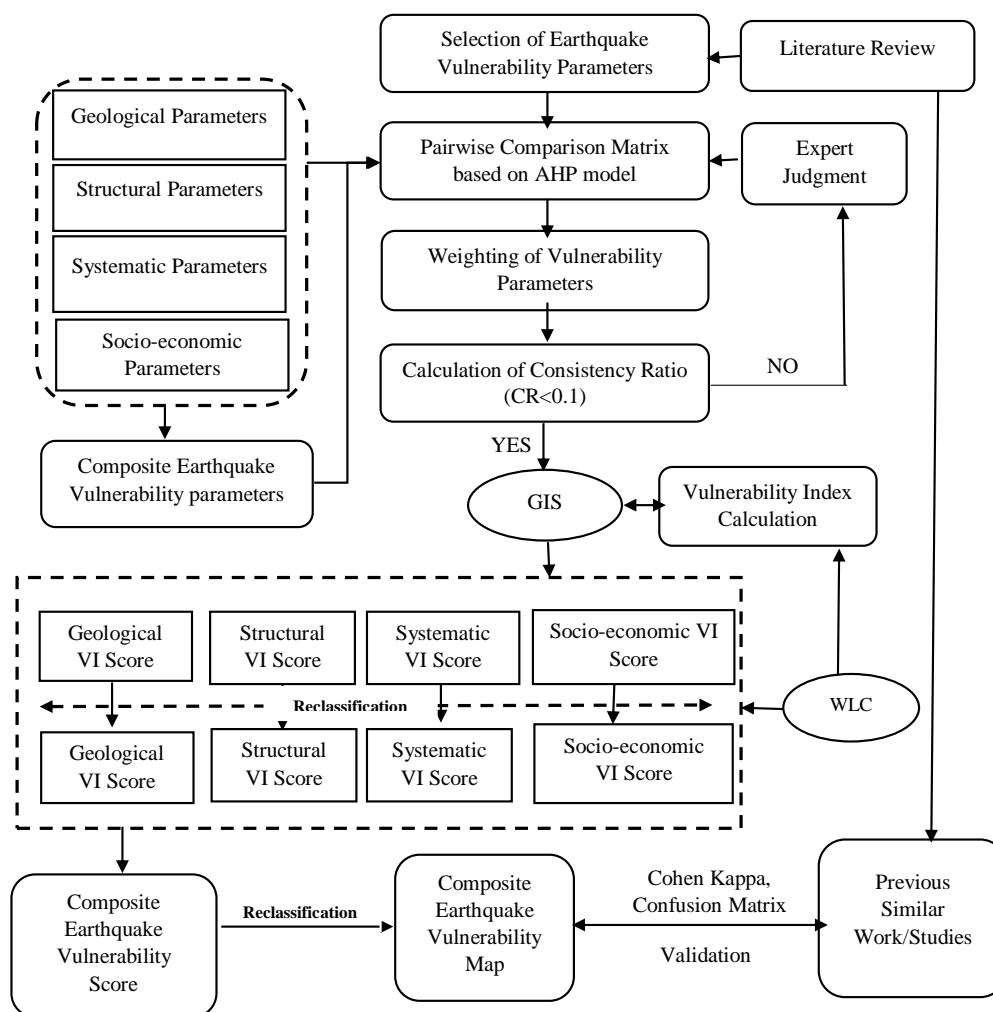 Selection of Earthquake
Vulnerability Parameters
Literature Review
Geological Parameters
Structural Parameters
Systematic Parameters
Socio-economic
Parameters
Pairwise Comparison Matrix
based on AHP model
Expert
Judgment
Weighting of Vulnerability
Parameters
Calculation of Consistency Ratio
(CR<0.1)
NO
YES
Composite Earthquake
Vulnerability parameters
GIS
Vulnerability Index
Calculation
Geological
VI Score
Structural
VI Score
Systematic
VI Score
Socio-economic VI
Score
Reclassification
WLC
Geological
VI Score
Structural
VI Score
Systematic
VI Score
Socio-economic
VI Score
Composite
Earthquake
Vulnerability
Score
Reclassification
Composite
Earthquake
Vulnerability
Map
Cohen Kappa,
Confusion Matrix
Validation
Previous
Similar
Work/Studies